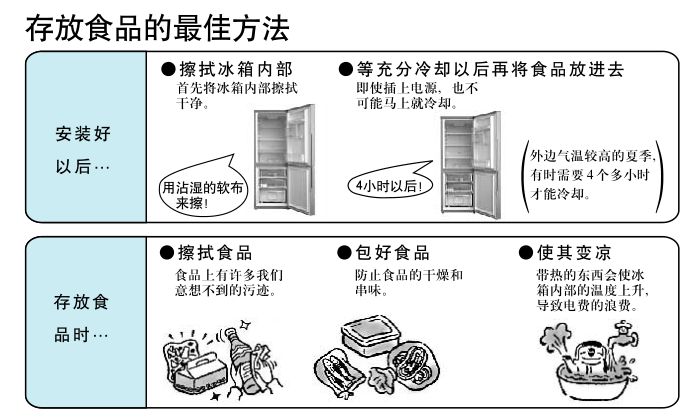 存放食品的最佳方法
安装好
以后…
●擦拭冰箱内部
首先将冰箱内部擦拭
干净。
用沾湿的软布
来擦!
●等充分冷却以后再将食品放进去
即使插上电源，也不
可能马上就冷却。
4小时以后!
外边气温较高的夏季,
有时需要4个多小时
才能冷却。
存放食
品时…
●擦拭食品
食品上有许多我们
意想不到的污迹。
●包好食品
防止食品的干燥和
串味。
●使其变凉
带热的东西会使冰
箱内部的温度上升,
导致电费的浪费。